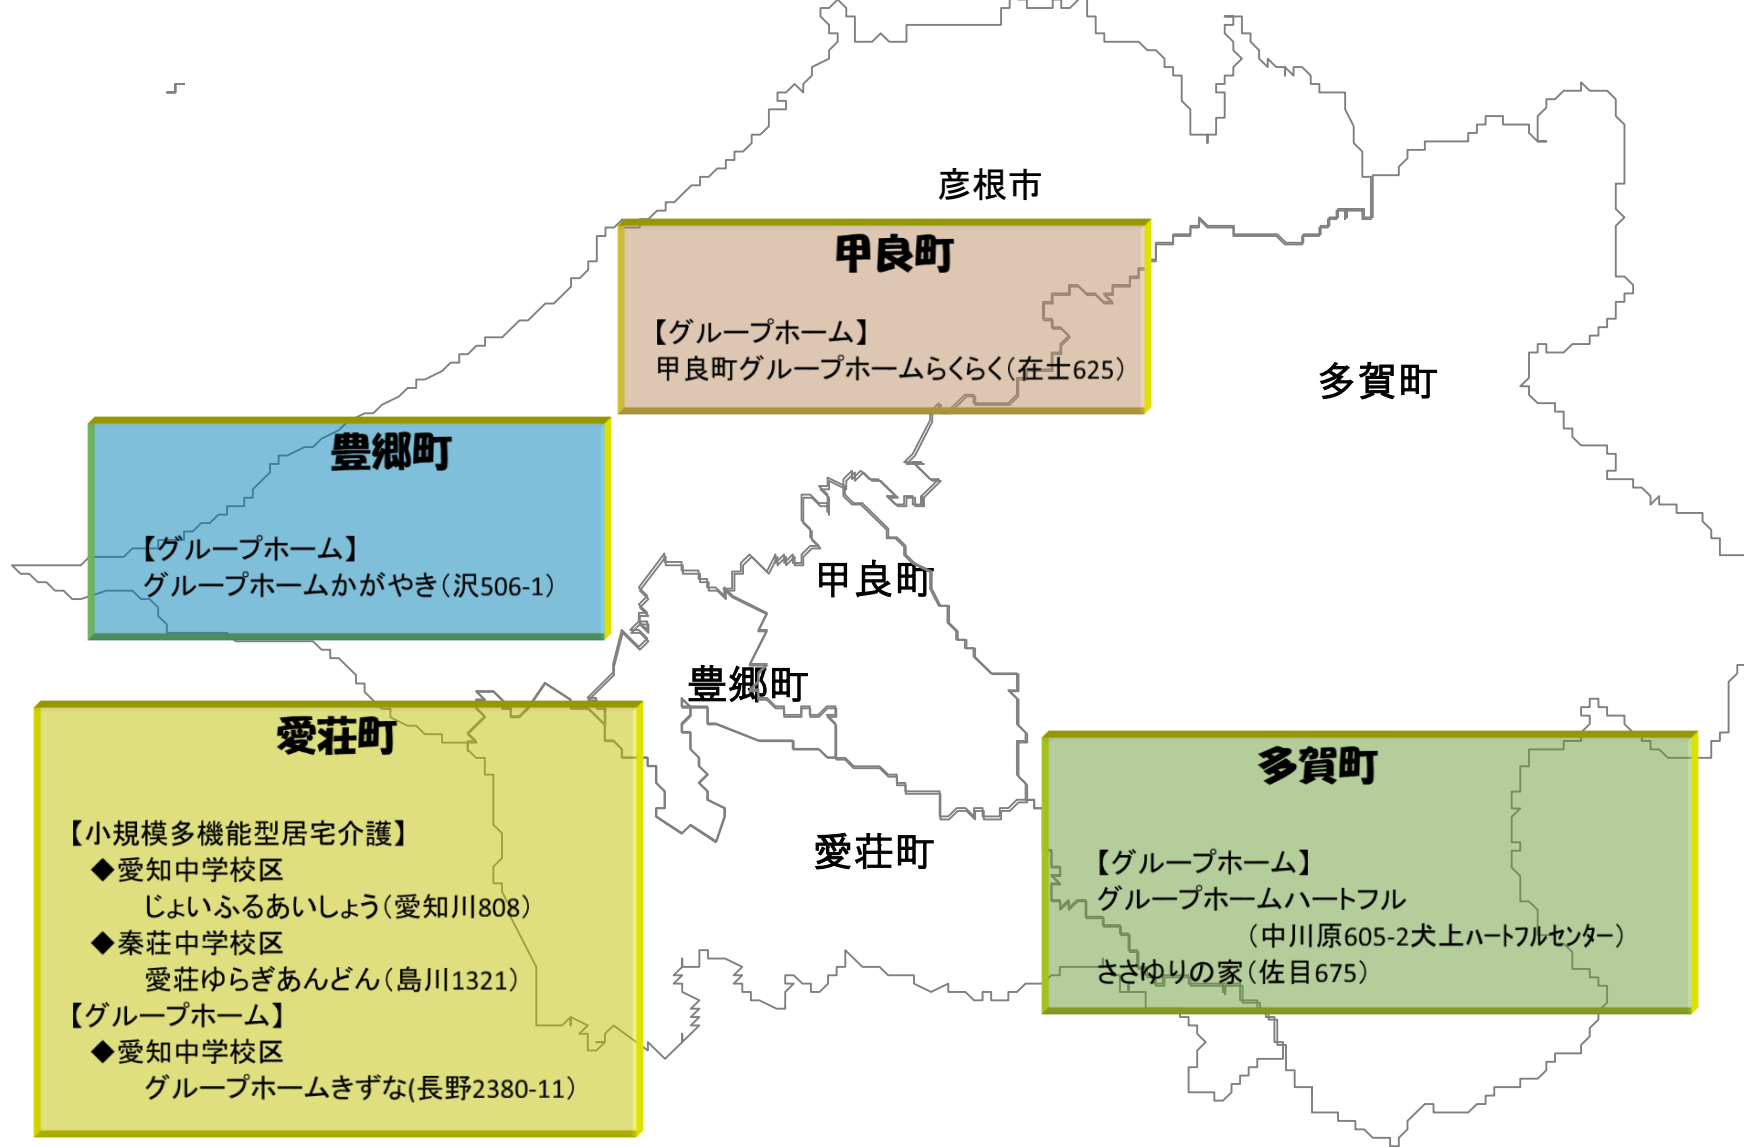 彦根市
甲良町
【グループホーム】
甲良町グループホームらくらく（在士625）
多賀町
豊郷町
【グループホーム】
グループホームかがやき（沢506-1）
甲良町
豊郷町
愛荘町
愛荘町
【小規模多機能型居宅介護】
◆愛知中学校区
じょいふるあいしょう（愛知川808）
◆秦荘中学校区
愛荘ゆらぎあんどん（島川1321）
【グループホーム】
◆愛知中学校区
グループホームきずな(長野2380-11）
多賀町
【グループホーム】
グループホームハートフル
（中川原605-2犬上ﾊｰﾄﾌﾙｾﾝﾀｰ）
ささゆりの家（佐目675）